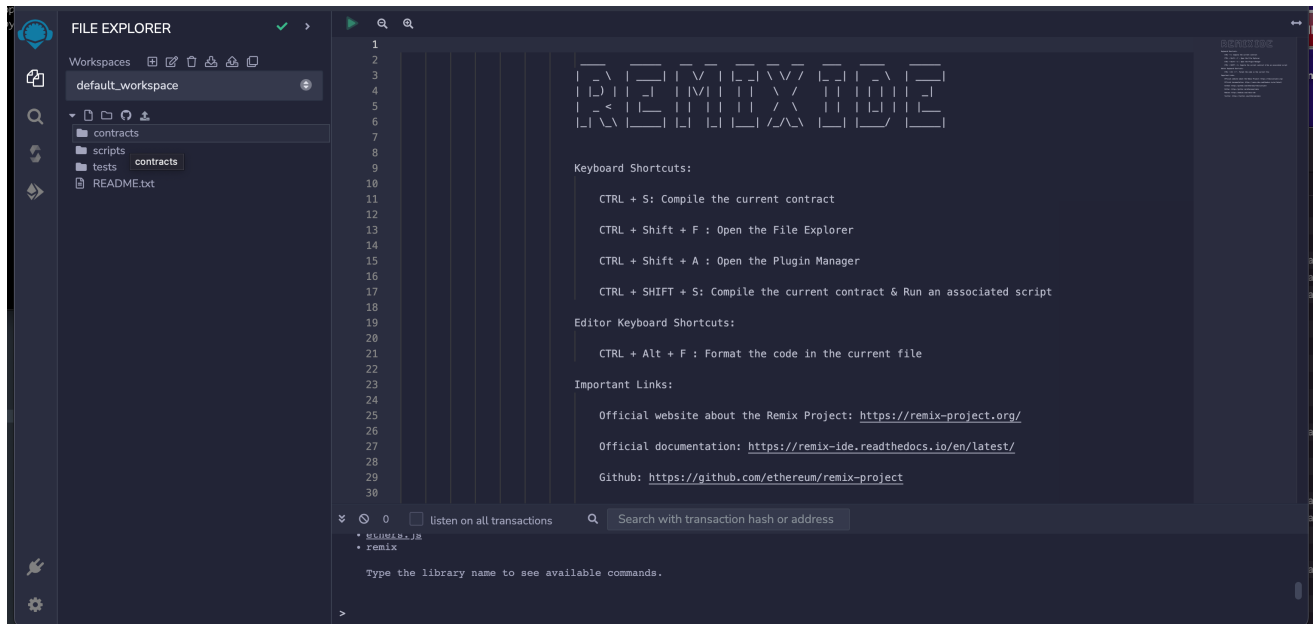 FILE EXPLORER
Workspaces
default_workspace
contracts
scripts
tests
README.txt
contracts
1
2
3
4
5
6
7
8
9 Keyboard Shortcuts:
10
11 CTRL + S: Compile the current contract
12
13 CTRL + Shift + F : Open the File Explorer
14
15 CTRL + Shift + A : Open the Plugin Manager
16
17 CTRL + SHIFT + S: Compile the current contract & Run an associated script
18
19 Editor Keyboard Shortcuts:
20
21 CTRL + Alt + F : Format the code in the current file
22
23 Important Links:
24
25 Official website about the Remix Project: https://remix-project.org/
26
27 Official documentation: https://remix-ide.readthedocs.io/en/latest/
28
29 Github: https://github.com/ethereum/remix-project
30
REMIX IDE
0 listen on all transactions Search with transaction hash or address
• ethers.js
• remix
Type the library name to see available commands.
>